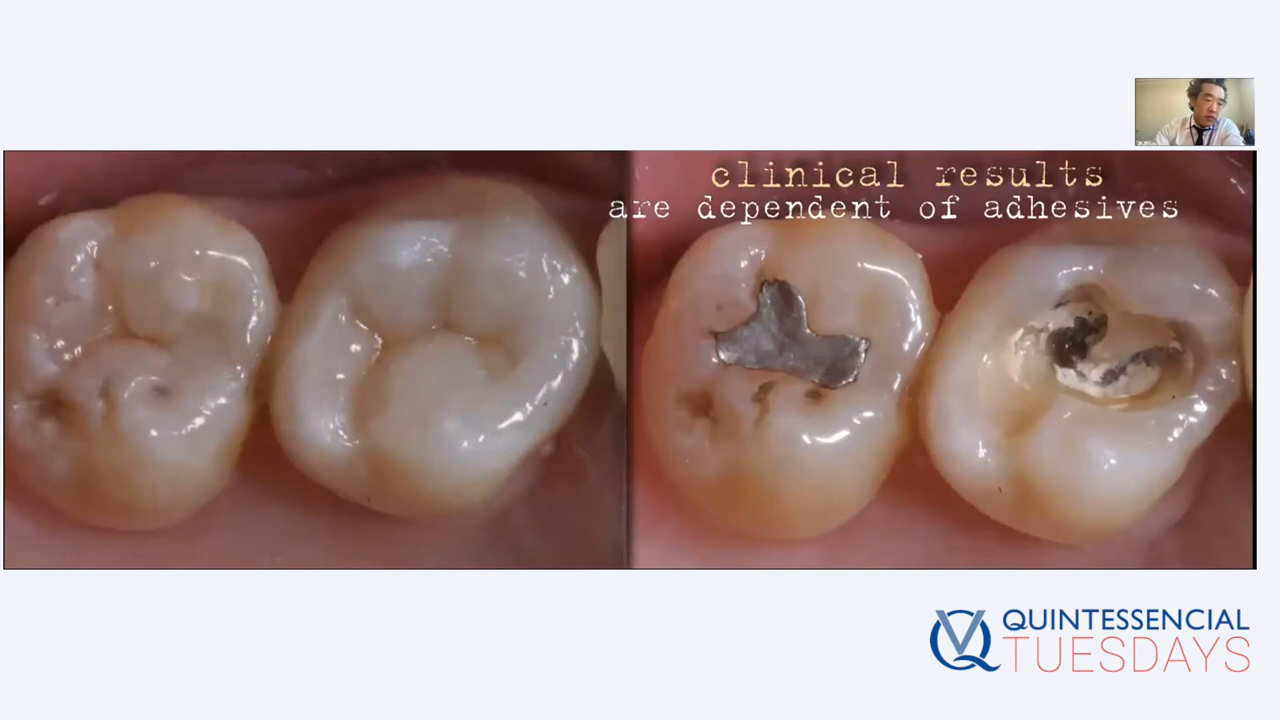 clinical results
are dependent of adhesives
QUINTESSENCIAL
TUESDAYS